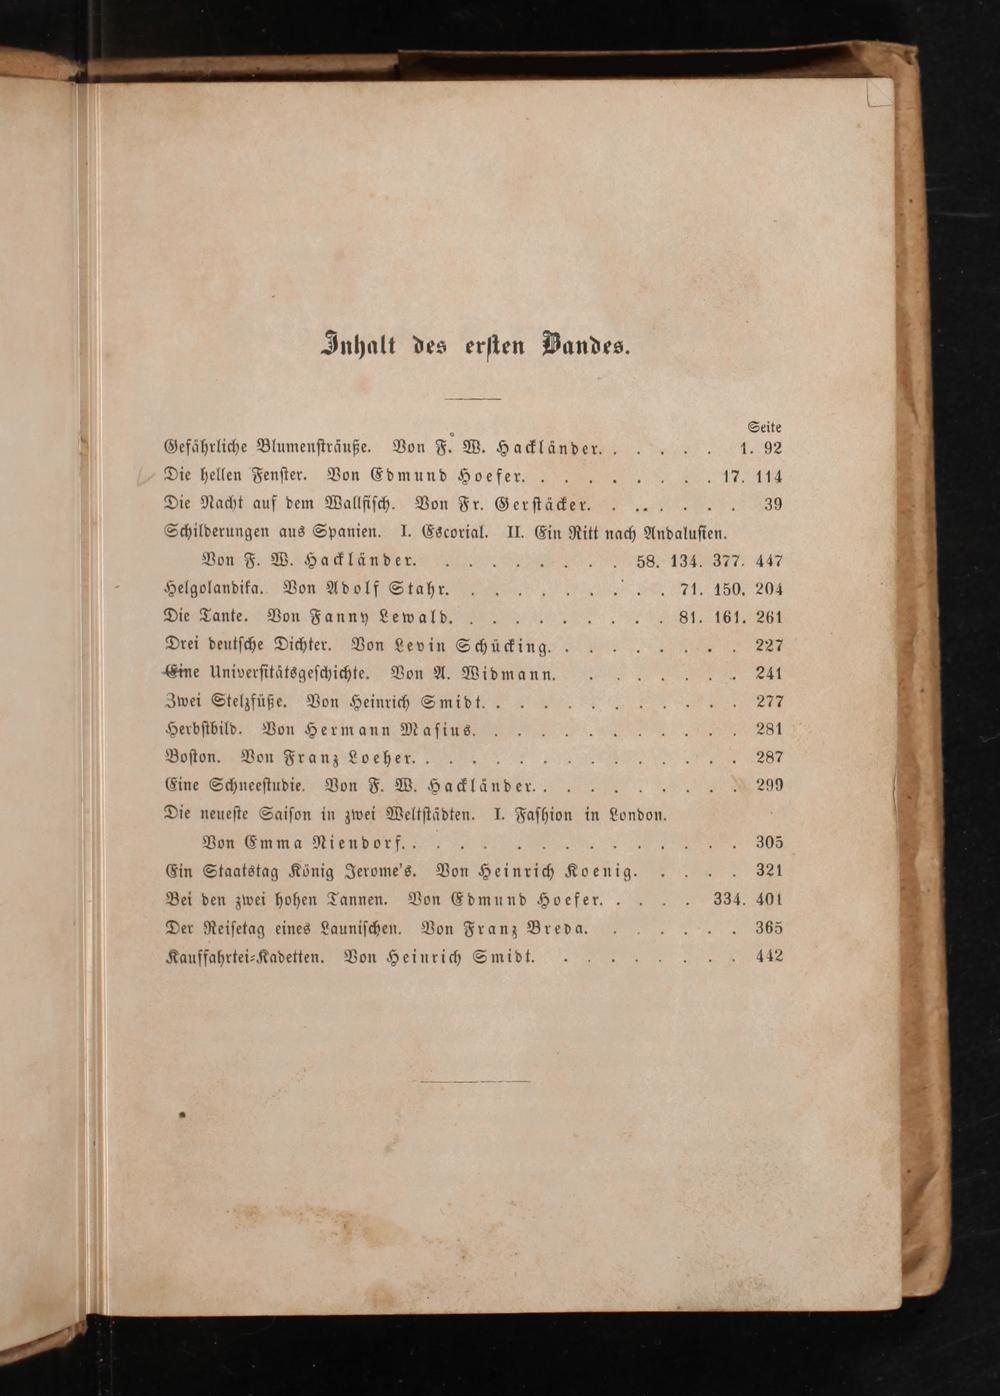 Inhalt des ersten Bandes.
Seite
Gefährliche Blumensträuße. Von F. W. Hackländer. . . . . . 1. 92
Die hellen Fenster. Von Edmund Hoefer. . . . . . . . . 17. 114
Die Nacht auf dem Wallfisch. Von Fr. Gerstäcker. . . . . . . 39
Schilderungen aus Spanien. I. Escorial. II. Ein Ritt nach Andalusien.
Von F. W. Hackländer. . . . . . . . . 58. 134. 377. 447
Helgolandika. Von Adolf Stahr. . . . . . . . . . 71. 150. 204
Die Tante. Von Fanny Lewald. . . . . . . . . . 81. 161. 261
Drei deutsche Dichter. Von Levin Schücking. . . . . . . . . 227
Eine Universitätsgeschichte. Von A. Widmann. . . . . . . . 241
Zwei Stelzfüße. Von Heinrich Smidt. . . . . . . . . . . . 277
Herbstbild. Von Hermann Masius. . . . . . . . . . . . 281
Boston. Von Franz Loeher. . . . . . . . . . . . . . . 287
Eine Schneestudie. Von F. W. Hackländer. . . . . . . . . . 299
Die neueste Saison in zwei Weltstädten. I. Fashion in London.
Von Emma Niendorf. . . . . . . . . . . . . . 305
Ein Staatstag König Jerome's. Von Heinrich Koenig. . . . . 321
Bei den zwei hohen Tannen. Von Edmund Hoefer. . . . . 334. 401
Der Reisetag eines Launischen. Von Franz Breda. . . . . . . 365
Kauffahrtei-Kadetten. Von Heinrich Smidt. . . . . . . . . 442